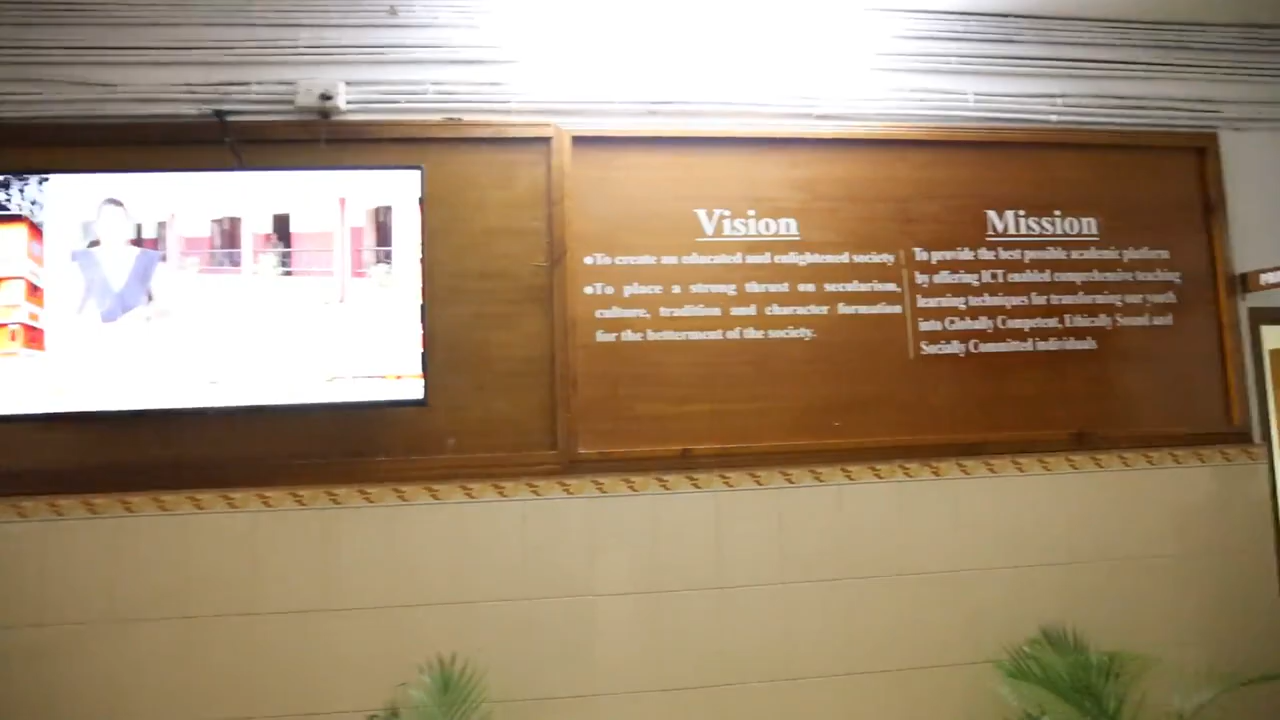 Vision
●To create an educated and enlightened society
●To place a strong thrust on secularism,
culture, tradition and character formation
for the betterment of the society.
Mission
To provide the best possible academic platform
by offering ICT enabled comprehensive teaching
learning techniques for transforming our youth
into Globally Competent, Ethically Sound and
Socially Committed individuals